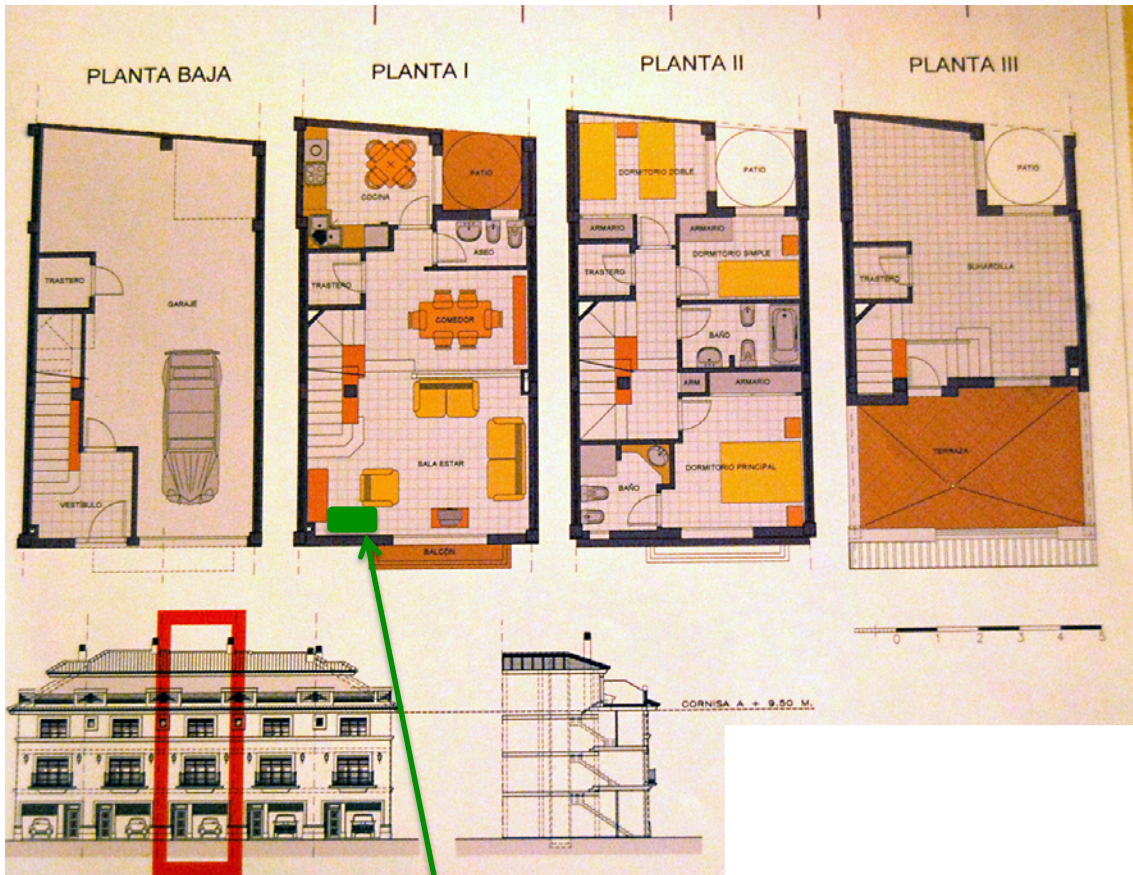 PLANTA BAJA
TRASTERO
GARAJE
VESTÍBULO
PLANTA I
COCINA
PATIO
ASEO
TRASTERO
COMEDOR
SALA ESTAR
BALCÓN
PLANTA II
DORMITORIO DOBLE
PATIO
ARMARIO
ARMARIO
TRASTERO
DORMITORIO SIMPLE
BAÑO
ARM
ARMARIO
DORMITORIO PRINCIPAL
BAÑO
PLANTA III
PATIO
TRASTERO
BUHARDILLA
TERRAZA
0 1 2 3 4 5
CORNISA A + 9.50 M.